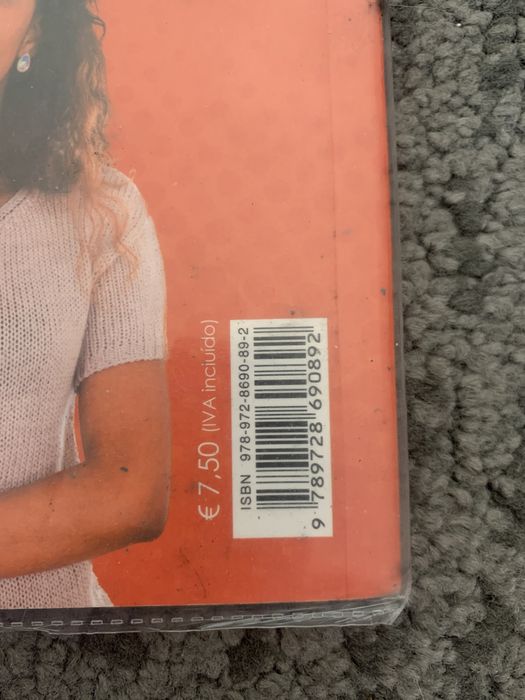 € 7,50 (IVA incluído)
ISBN 978-972-8690-89-2
9 789728 690892